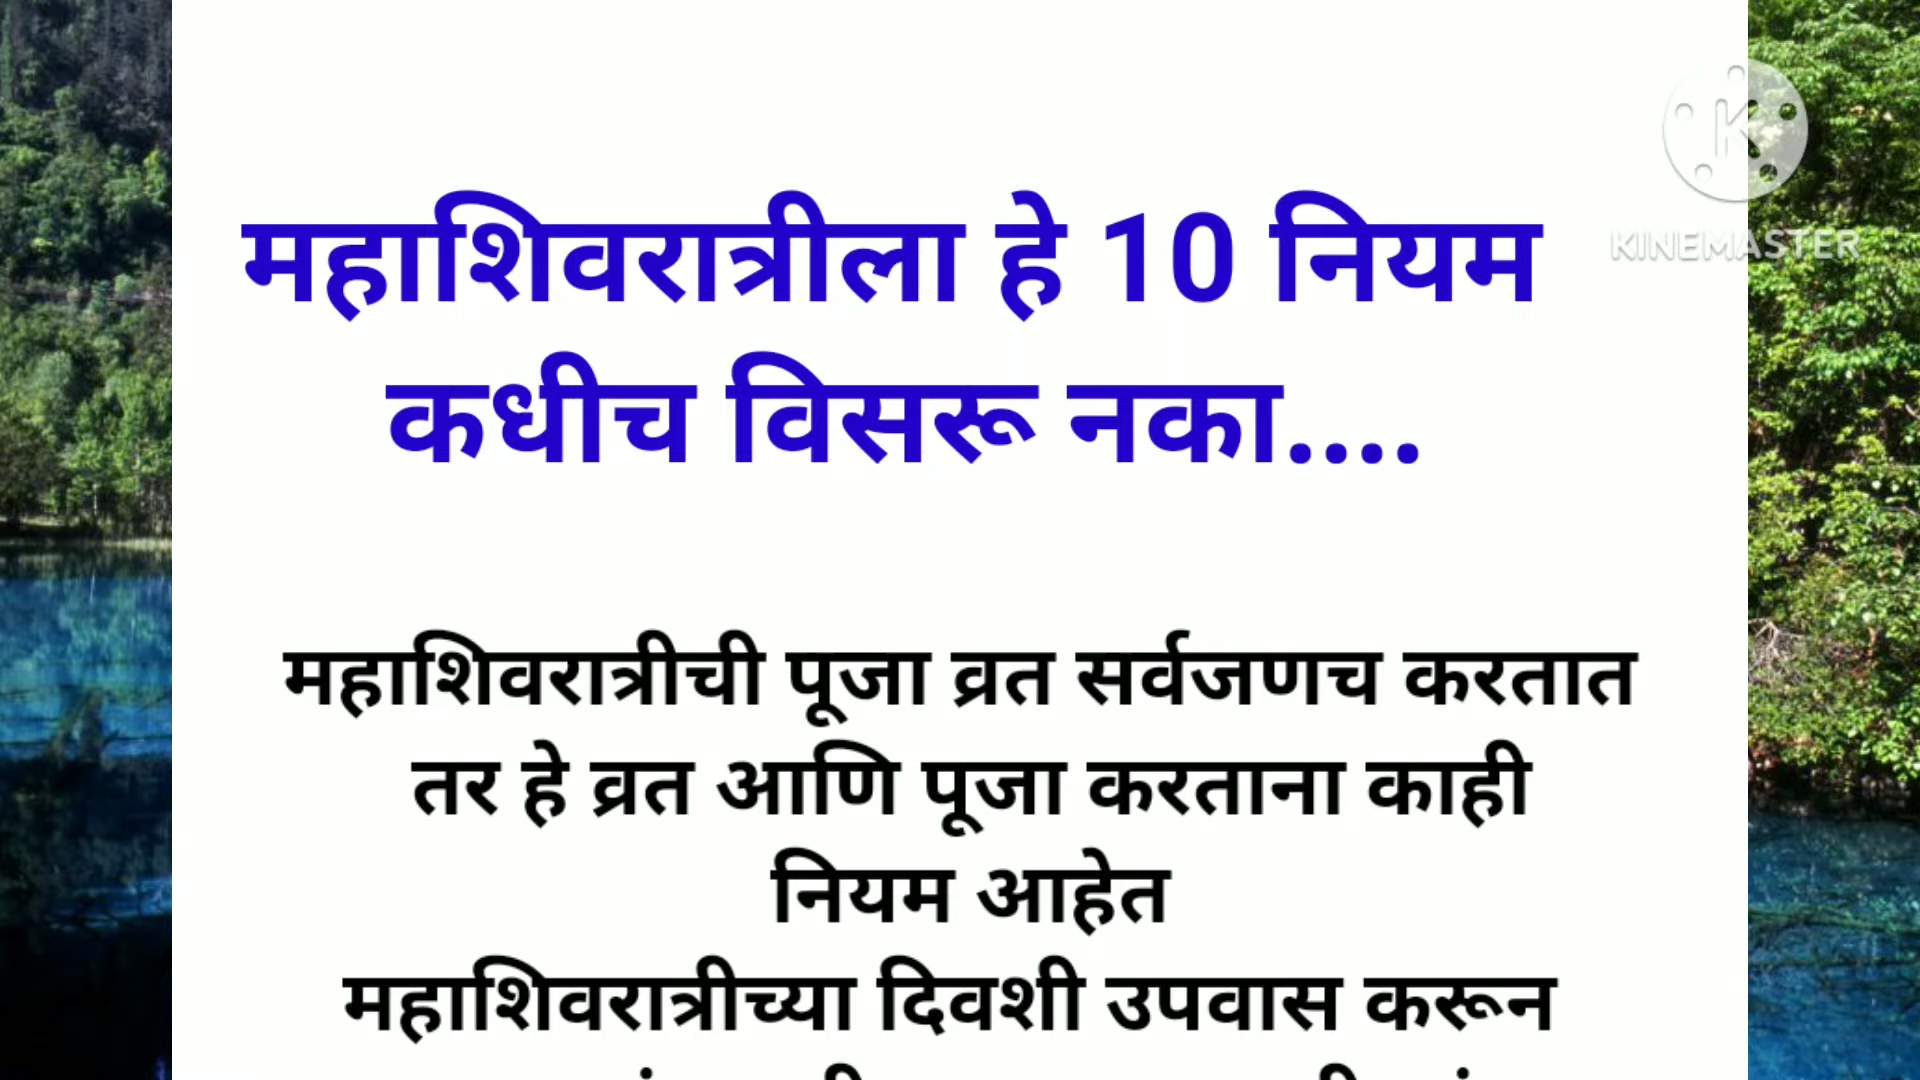 महाशिवरात्रीला हे 10 नियम
कधीच विसरू नका....
KINEMASTER
महाशिवरात्रीची पूजा व्रत सर्वजणच करतात
तर हे व्रत आणि पूजा करताना काही
नियम आहेत
महाशिवरात्रीच्या दिवशी उपवास करून